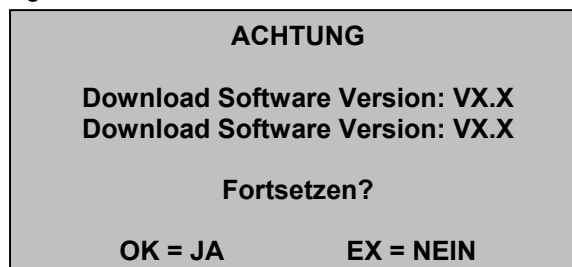 ACHTUNG
Download Software Version: VX.X
Download Software Version: VX.X
Fortsetzen?
OK = JA EX = NEIN